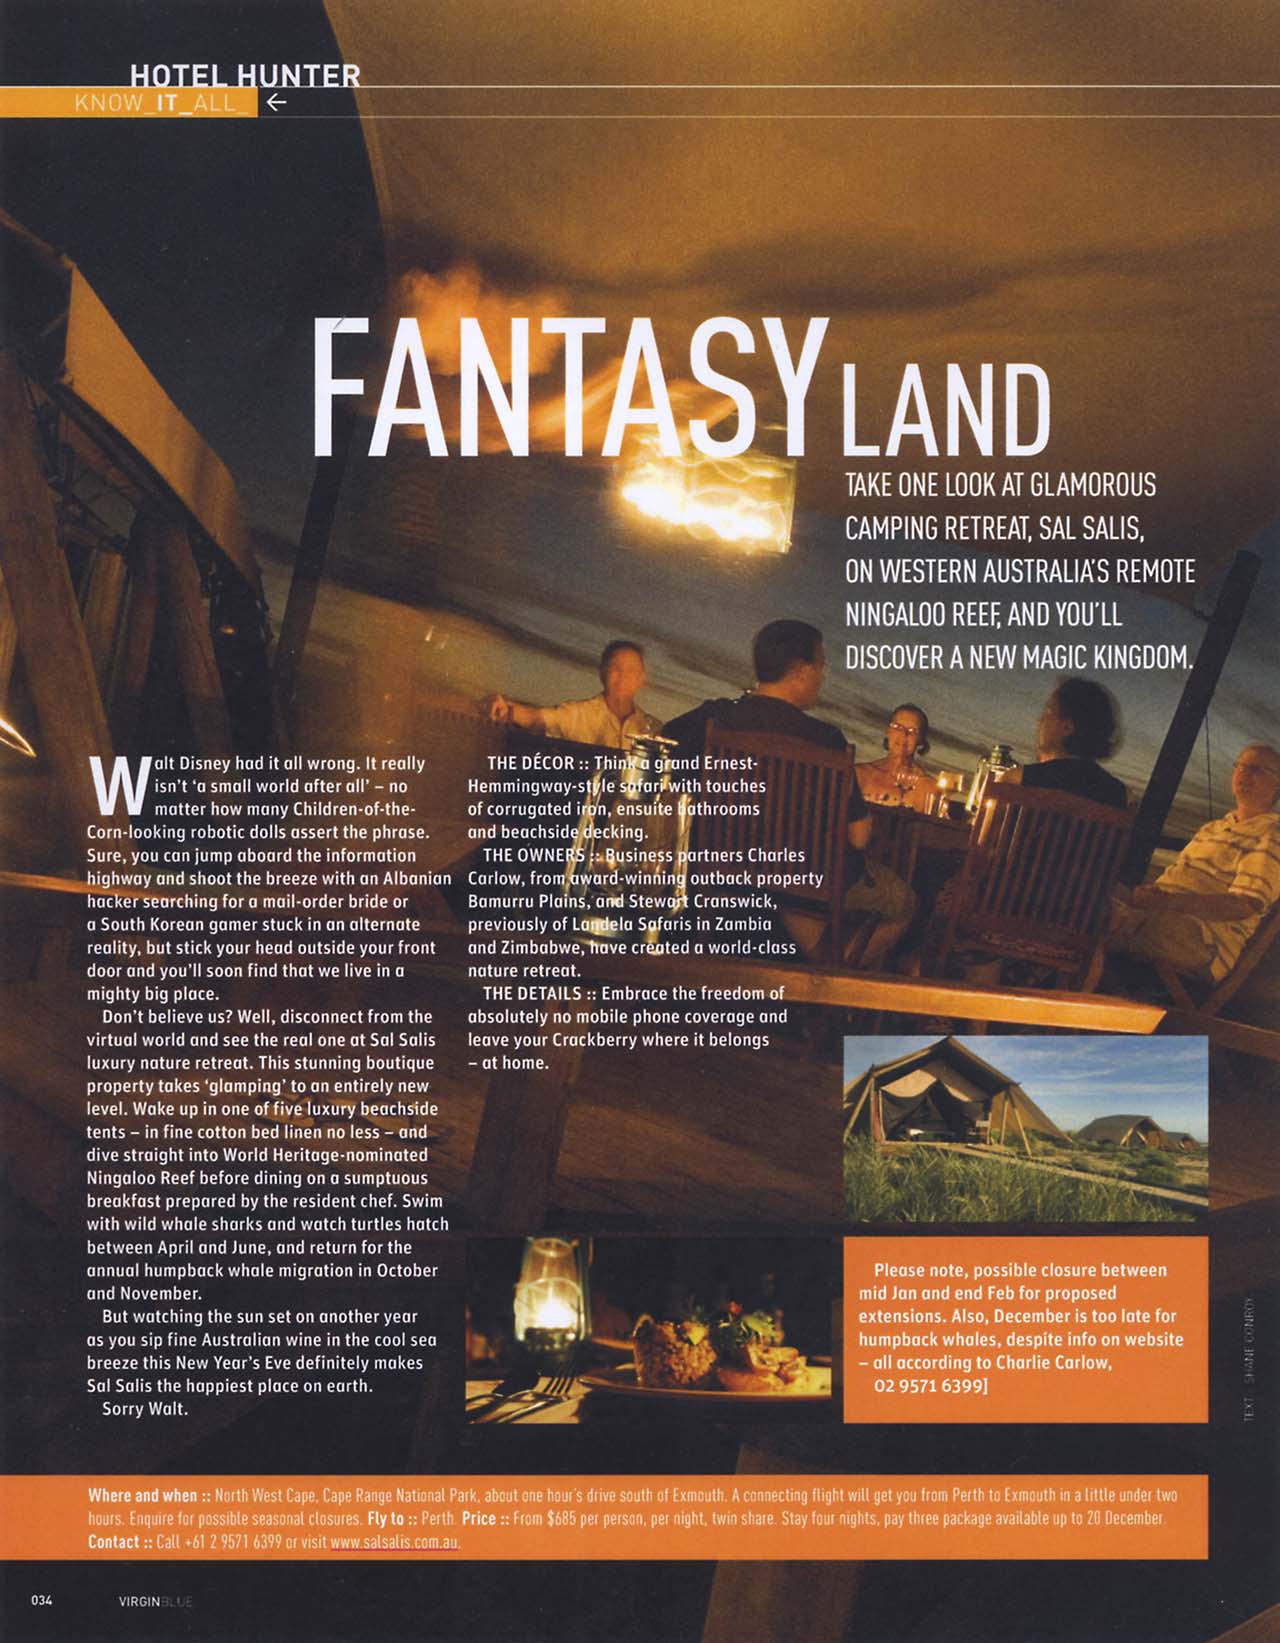 HOTEL HUNTER
KNOW_IT_ALL_ ←
FANTASYLAND
TAKE ONE LOOK AT GLAMOROUS
CAMPING RETREAT, SAL SALIS,
ON WESTERN AUSTRALIA'S REMOTE
NINGALOO REEF, AND YOU'LL
DISCOVER A NEW MAGIC KINGDOM.
Walt Disney had it all wrong. It really
isn't ‘a small world after all’ – no
matter how many Children-of-the-
Corn-looking robotic dolls assert the phrase.
Sure, you can jump aboard the information
highway and shoot the breeze with an Albanian
hacker searching for a mail-order bride or
a South Korean gamer stuck in an alternate
reality, but stick your head outside your front
door and you'll soon find that we live in a
mighty big place.
Don't believe us? Well, disconnect from the
virtual world and see the real one at Sal Salis
luxury nature retreat. This stunning boutique
property takes ‘glamping’ to an entirely new
level. Wake up in one of five luxury beachside
tents – in fine cotton bed linen no less – and
dive straight into World Heritage-nominated
Ningaloo Reef before dining on a sumptuous
breakfast prepared by the resident chef. Swim
with wild whale sharks and watch turtles hatch
between April and June, and return for the
annual humpback whale migration in October
and November.
But watching the sun set on another year
as you sip fine Australian wine in the cool sea
breeze this New Year's Eve definitely makes
Sal Salis the happiest place on earth.
Sorry Walt.
THE DÉCOR :: Think a grand Ernest-
Hemmingway-style safari with touches
of corrugated iron, ensuite bathrooms
and beachside decking.
THE OWNERS :: Business partners Charles
Carlow, from award-winning outback property
Bamurru Plains, and Stewart Cranswick,
previously of Landela Safaris in Zambia
and Zimbabwe, have created a world-class
nature retreat.
THE DETAILS :: Embrace the freedom of
absolutely no mobile phone coverage and
leave your Crackberry where it belongs
– at home.
Please note, possible closure between
mid Jan and end Feb for proposed
extensions. Also, December is too late for
humpback whales, despite info on website
– all according to Charlie Carlow,
02 9571 6399]
TEXT SHANE CONROY
Where and when :: North West Cape, Cape Range National Park, about one hour's drive south of Exmouth. A connecting flight will get you from Perth to Exmouth in a little under two
hours. Enquire for possible seasonal closures. Fly to :: Perth. Price :: From $685 per person, per night, twin share. Stay four nights, pay three package available up to 20 December.
Contact :: Call +61 2 9571 6399 or visit www.salsalis.com.au.
034 VIRGINBLUE